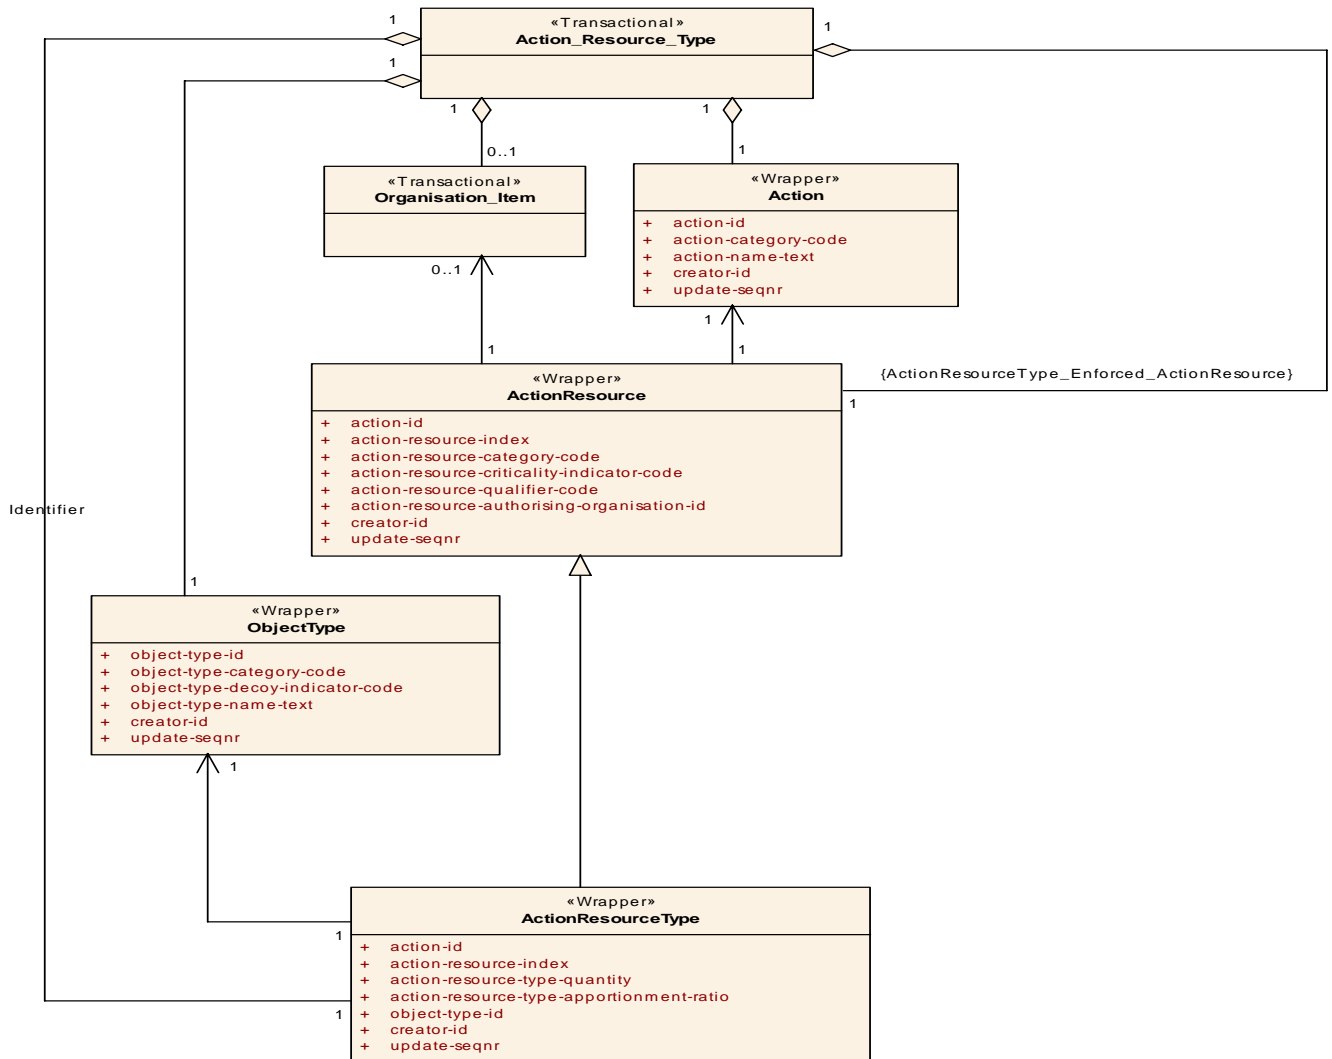 1
«Transactional»
Action_Resource_Type
1
1
1
1
0..1
1
«Transactional»
Organisation_Item
«Wrapper»
Action
+ action-id
+ action-category-code
+ action-name-text
+ creator-id
+ update-seqnr
0..1
1
1
1
{ActionResourceType_Enforced_ActionResource}
1
«Wrapper»
ActionResource
+ action-id
+ action-resource-index
+ action-resource-category-code
+ action-resource-criticality-indicator-code
+ action-resource-qualifier-code
+ action-resource-authorising-organisation-id
+ creator-id
+ update-seqnr
Identifier
1
«Wrapper»
ObjectType
+ object-type-id
+ object-type-category-code
+ object-type-decoy-indicator-code
+ object-type-name-text
+ creator-id
+ update-seqnr
1
«Wrapper»
ActionResourceType
1
+ action-id
+ action-resource-index
+ action-resource-type-quantity
+ action-resource-type-apportionment-ratio
+ object-type-id
1
+ creator-id
+ update-seqnr